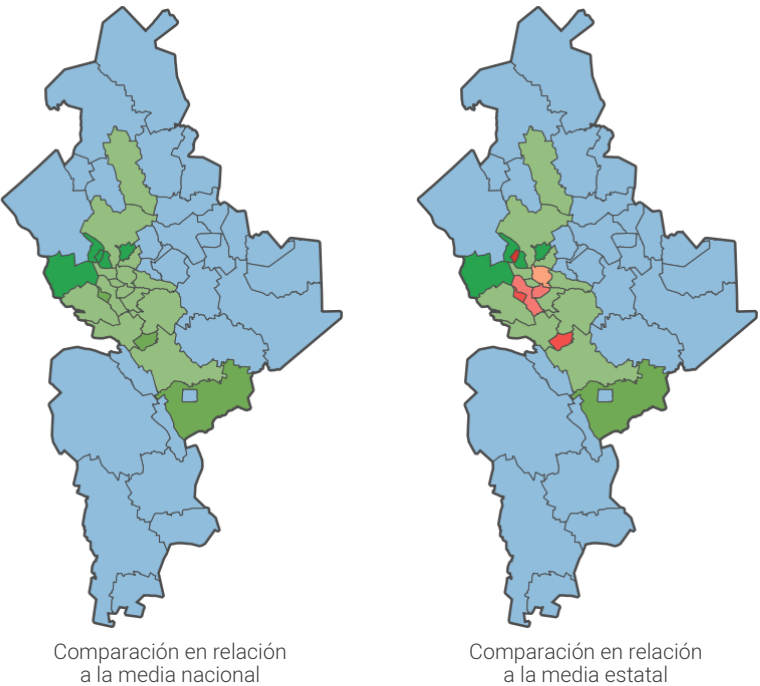 Comparación en relación
a la media nacional
Comparación en relación
a la media estatal